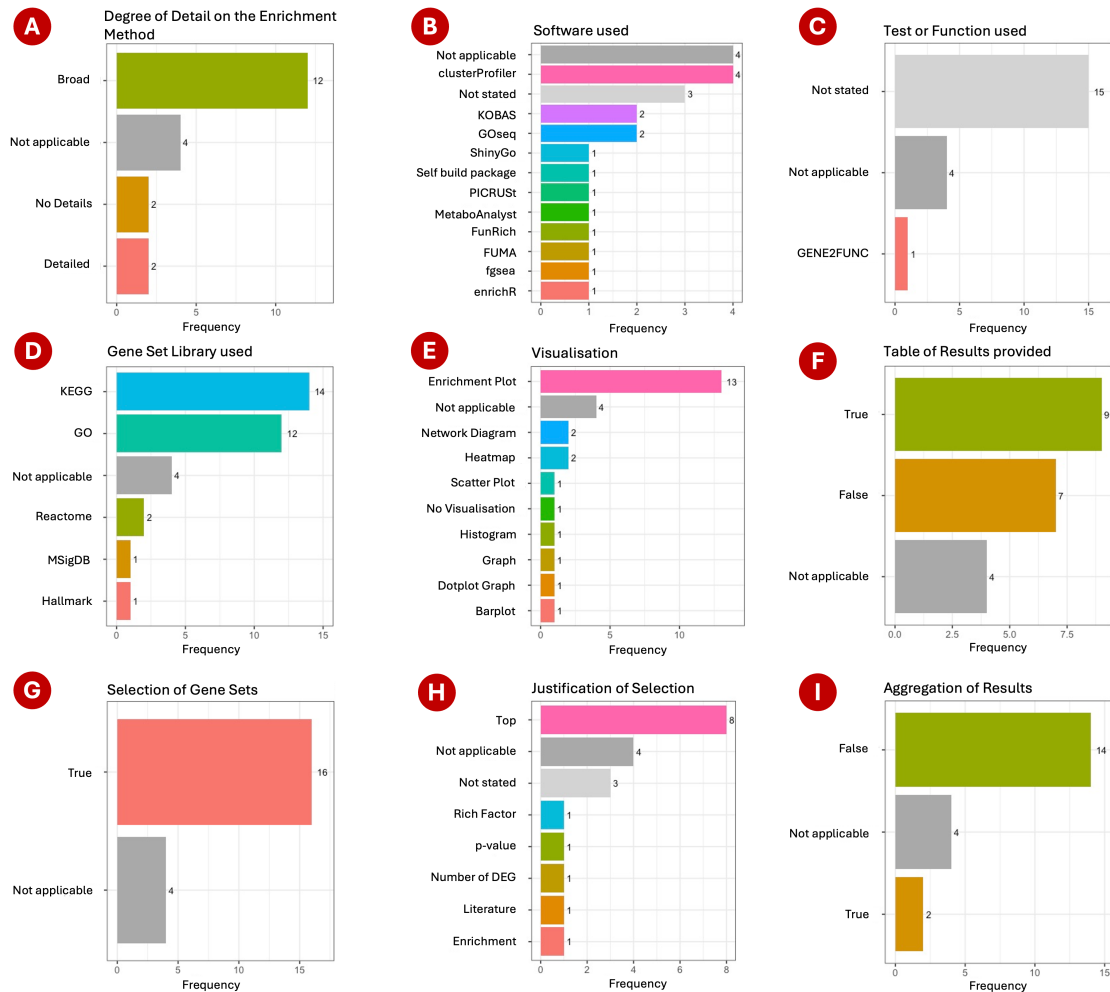 A
Degree of Detail on the Enrichment
Method
Broad
12
Not applicable
4
No Details
2
Detailed
2
0
5
10
Frequency
B
Software used
Not applicable
4
clusterProfiler
4
Not stated
3
KOBAS
2
GOseq
2
ShinyGo
1
Self build package
1
PICRUSt
1
MetaboAnalyst
1
FunRich
1
FUMA
1
fgsea
1
enrichR
1
0
1
2
3
4
Frequency
C
Test or Function used
Not stated
15
Not applicable
4
GENE2FUNC
1
0
5
10
15
Frequency
D
Gene Set Library used
KEGG
14
GO
12
Not applicable
4
Reactome
2
MSigDB
1
Hallmark
1
0
5
10
15
Frequency
E
Visualisation
Enrichment Plot
13
Not applicable
4
Network Diagram
2
Heatmap
2
Scatter Plot
1
No Visualisation
1
Histogram
1
Graph
1
Dotplot Graph
1
Barplot
1
0
5
10
Frequency
F
Table of Results provided
True
9
False
7
Not applicable
4
0.0
2.5
5.0
7.5
Frequency
G
Selection of Gene Sets
True
16
Not applicable
4
0
5
10
15
Frequency
H
Justification of Selection
Top
8
Not applicable
4
Not stated
3
Rich Factor
1
p-value
1
Number of DEG
1
Literature
1
Enrichment
1
0
2
4
6
8
Frequency
I
Aggregation of Results
False
14
Not applicable
4
True
2
0
5
10
15
Frequency